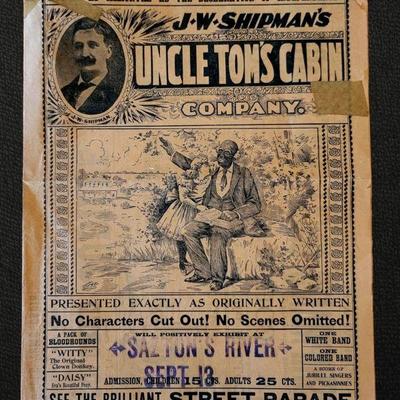 J.W. SHIPMAN'S
UNCLE TOM'S CABIN
COMPANY.
J.W. SHIPMAN
PRESENTED EXACTLY AS ORIGINALLY WRITTEN
No Characters Cut Out! No Scenes Omitted!
A PACK OF
BLOODHOUNDS
"WITTY"
The Original
Clown Donkey.
"DAISY"
Eva's Beautiful Pony.
WILL POSITIVELY EXHIBIT AT
SAXTON'S RIVER
SEPT 13
ADMISSION, CHILDREN 15 CTS. ADULTS 25 CTS.
ONE
WHITE BAND
ONE
COLORED BAND
A SCORE OF
JUBILEE SINGERS
AND PICKANINNIES
SEE THE BRILLIANT STREET PARADE